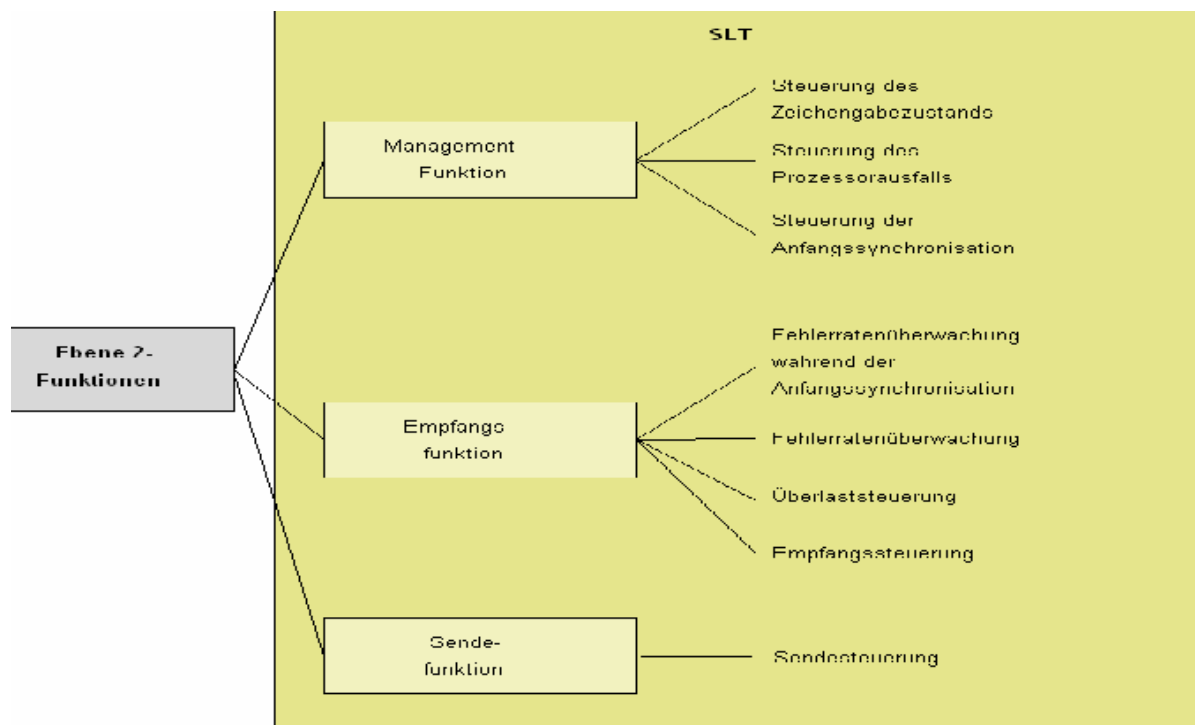 SLT
Steuerung des
Zeichengabezustands
Management
Funktion
Steuerung des
Prozessorausfalls
Steuerung der
Anfangssynchronisation
Ebene 2-
Funktionen
Fehlerratenüberwachung
während der
Anfangssynchronisation
Empfangs
funktion
Fehlerratenüberwachung
Überlaststeuerung
Empfangssteuerung
Sende-
funktion
Sendesteuerung